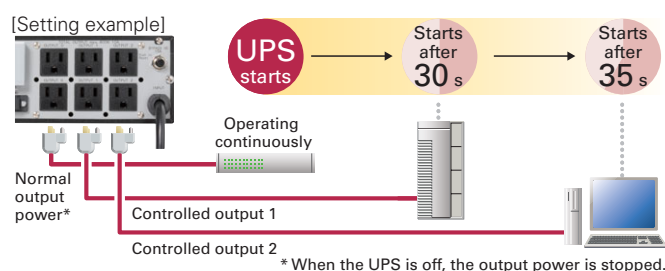 [Setting example]
UPS
starts
Starts
after
30 s
Starts
after
35 s
Operating
continuously
Normal
output
power*
Controlled output 1
Controlled output 2
* When the UPS is off, the output power is stopped.